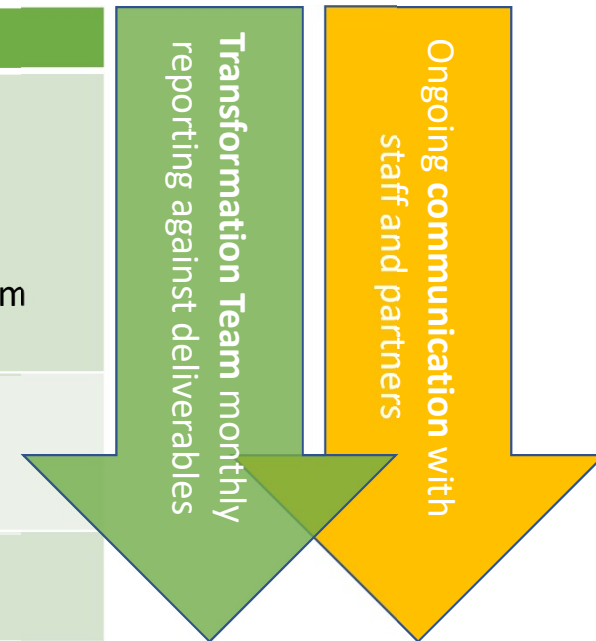 m
Transformation Team monthly
reporting against deliverables
Ongoing communication with
staff and partners